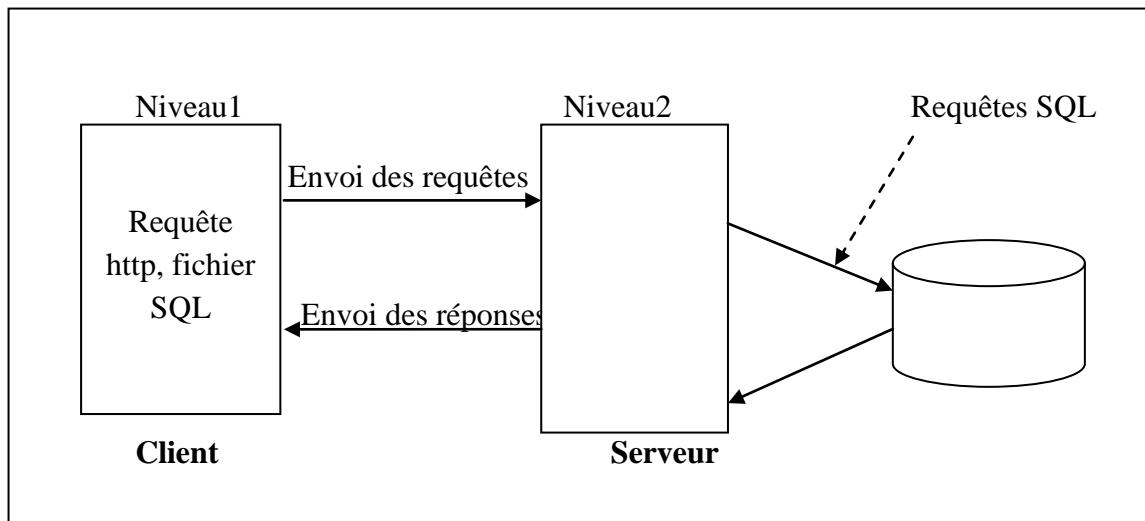 Niveau1
Niveau2
Requêtes SQL
Envoi des requêtes
Requête
http, fichier
SQL
Envoi des réponses
Client
Serveur